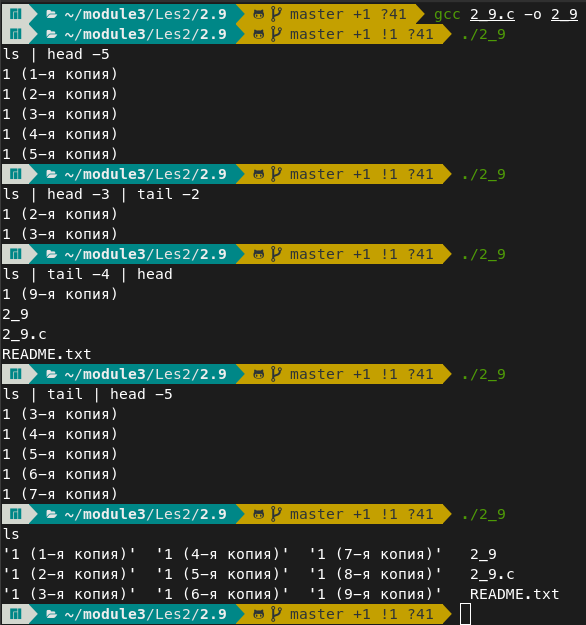 ~/module3/Les2/2.9 master +1 ?41 gcc 2_9.c -o 2_9
~/module3/Les2/2.9 master +1 !1 ?41 ./2_9
ls | head -5
1 (1-я копия)
1 (2-я копия)
1 (3-я копия)
1 (4-я копия)
1 (5-я копия)
~/module3/Les2/2.9 master +1 !1 ?41 ./2_9
ls | head -3 | tail -2
1 (2-я копия)
1 (3-я копия)
~/module3/Les2/2.9 master +1 !1 ?41 ./2_9
ls | tail -4 | head
1 (9-я копия)
2_9
2_9.c
README.txt
~/module3/Les2/2.9 master +1 !1 ?41 ./2_9
ls | tail | head -5
1 (3-я копия)
1 (4-я копия)
1 (5-я копия)
1 (6-я копия)
1 (7-я копия)
~/module3/Les2/2.9 master +1 !1 ?41 ./2_9
ls
'1 (1-я копия)' '1 (4-я копия)' '1 (7-я копия)' 2_9
'1 (2-я копия)' '1 (5-я копия)' '1 (8-я копия)' 2_9.c
'1 (3-я копия)' '1 (6-я копия)' '1 (9-я копия)' README.txt
~/module3/Les2/2.9 master +1 !1 ?41